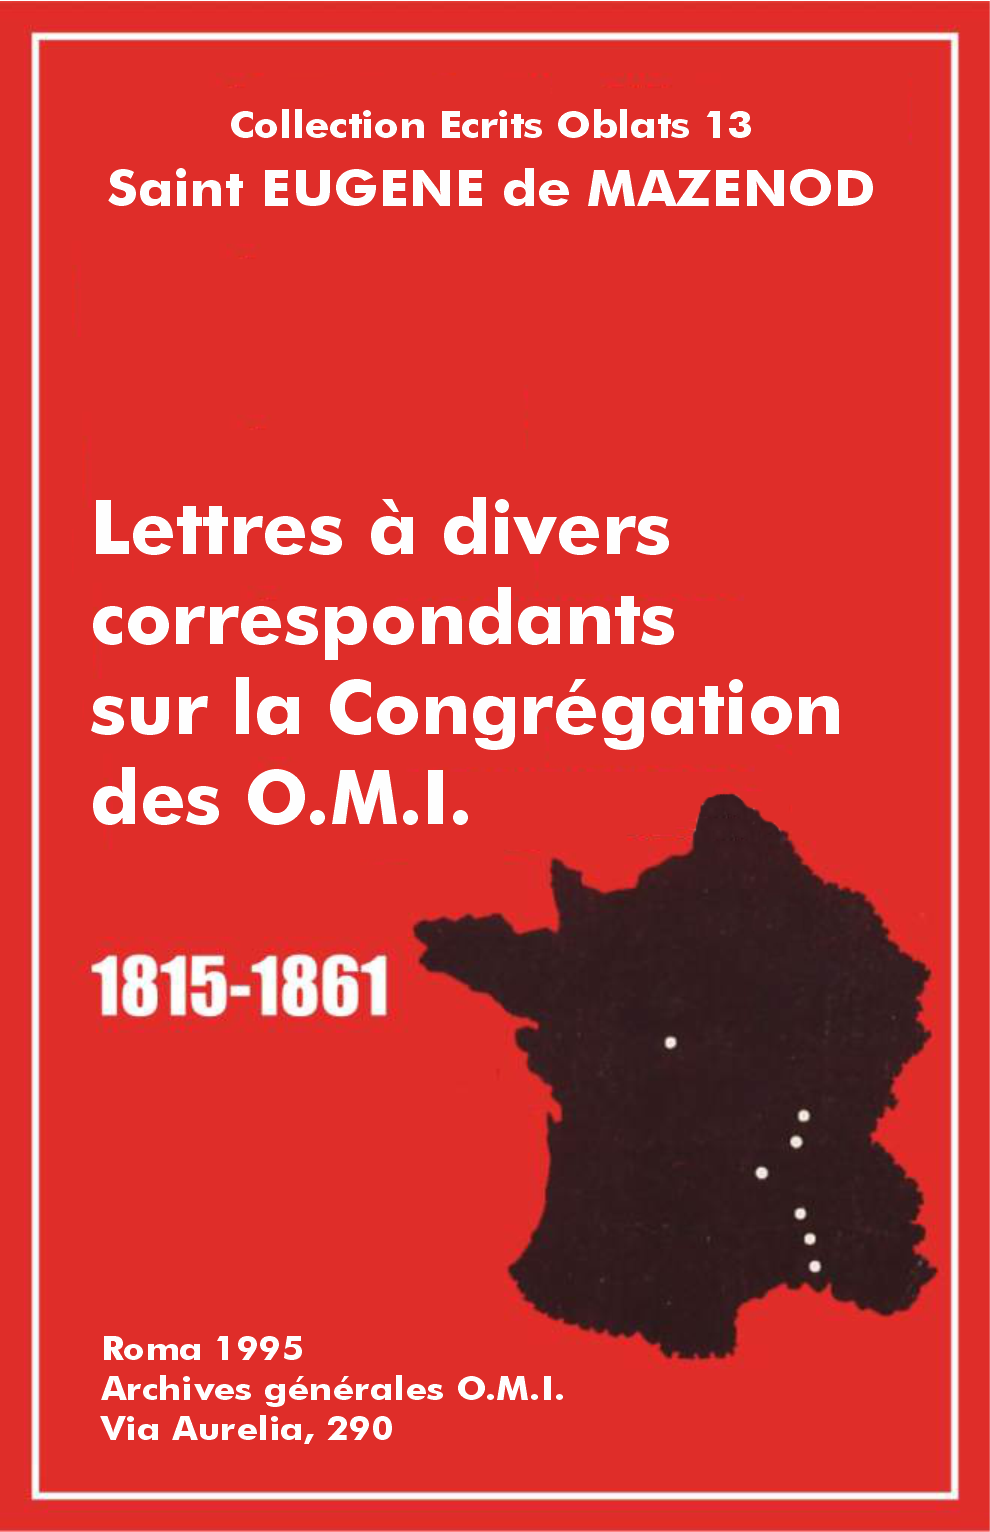 Collection Ecrits Oblats 13
Saint EUGENE de MAZENOD
Lettres à divers
correspondants
sur la Congrégation
des O.M.I.
1815-1861
Roma 1995
Archives générales O.M.I.
Via Aurelia, 290